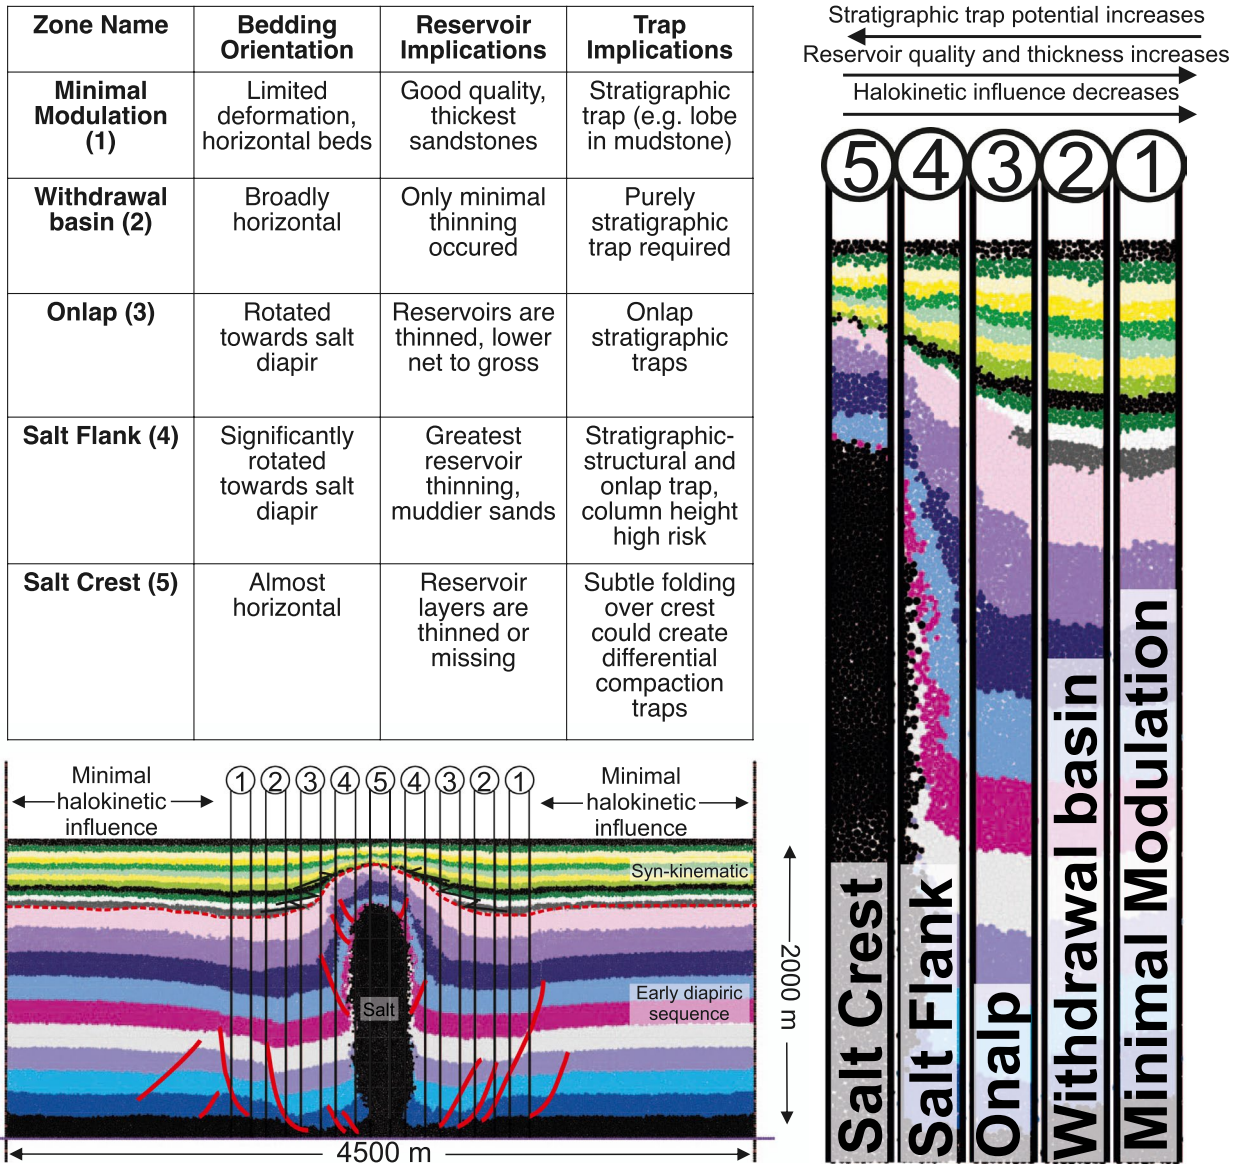 Zone Name
Bedding
Orientation
Reservoir
Implications
Trap
Implications
Minimal
Modulation
(1)
Limited
deformation,
horizontal beds
Good quality,
thickest
sandstones
Stratigraphic
trap (e.g. lobe
in mudstone)
Withdrawal
basin (2)
Broadly
horizontal
Only minimal
thinning
occured
Purely
stratigraphic
trap required
Onlap (3)
Rotated
towards salt
diapir
Reservoirs are
thinned, lower
net to gross
Onlap
stratigraphic
traps
Salt Flank (4)
Significantly
rotated
towards salt
diapir
Greatest
reservoir
thinning,
muddier sands
Stratigraphic-
structural and
onlap trap,
column height
high risk
Salt Crest (5)
Almost
horizontal
Reservoir
layers are
thinned or
missing
Subtle folding
over crest
could create
differential
compaction
traps
Stratigraphic trap potential increases
Reservoir quality and thickness increases
Halokinetic influence decreases
5 4 3 2 1
Salt Crest
Salt Flank
Onalp
Withdrawal basin
Minimal Modulation
Minimal
halokinetic
influence
1 2 3 4 5 4 3 2 1
Minimal
halokinetic
influence
Syn-kinematic
Salt
Early diapiric
sequence
2000 m
4500 m